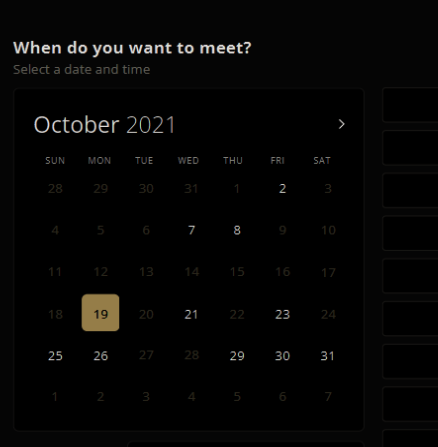 When do you want to meet?
Select a date and time
October 2021 >
SUN MON TUE WED THU FRI SAT
28 29 30 31 1 2 3
4 5 6 7 8 9 10
11 12 13 14 15 16 17
18 19 20 21 22 23 24
25 26 27 28 29 30 31
1 2 3 4 5 6 7